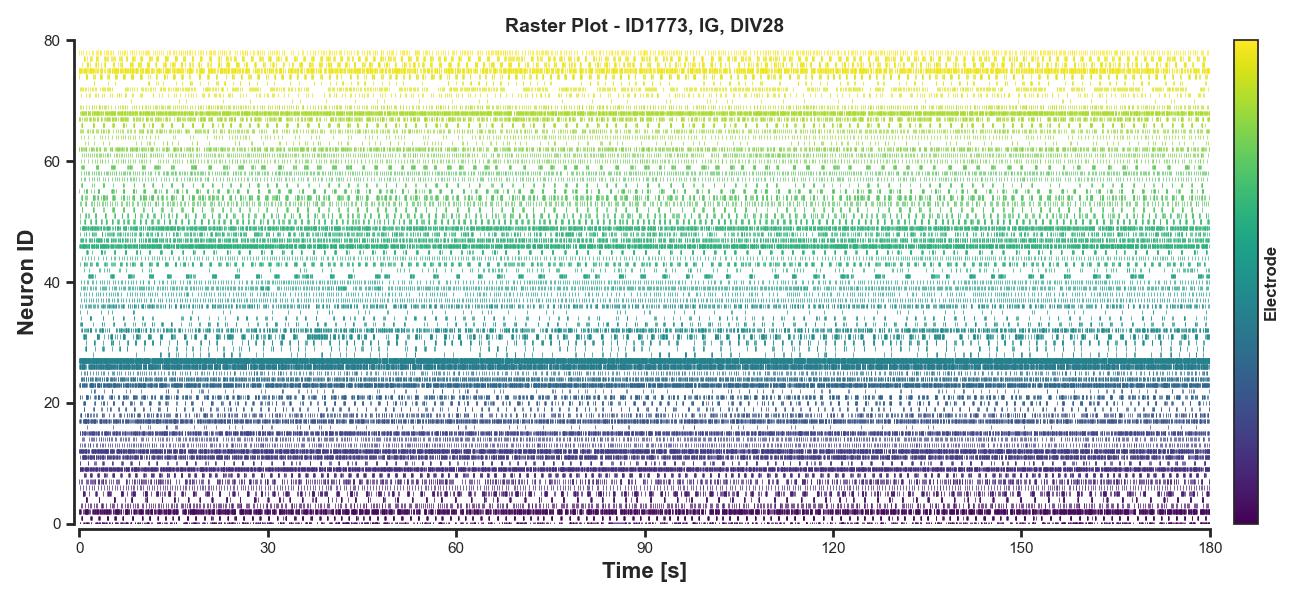 Raster Plot - ID1773, IG, DIV28
80
60
40
20
0
Neuron ID
0 30 60 90 120 150 180
Time [s]
Electrode